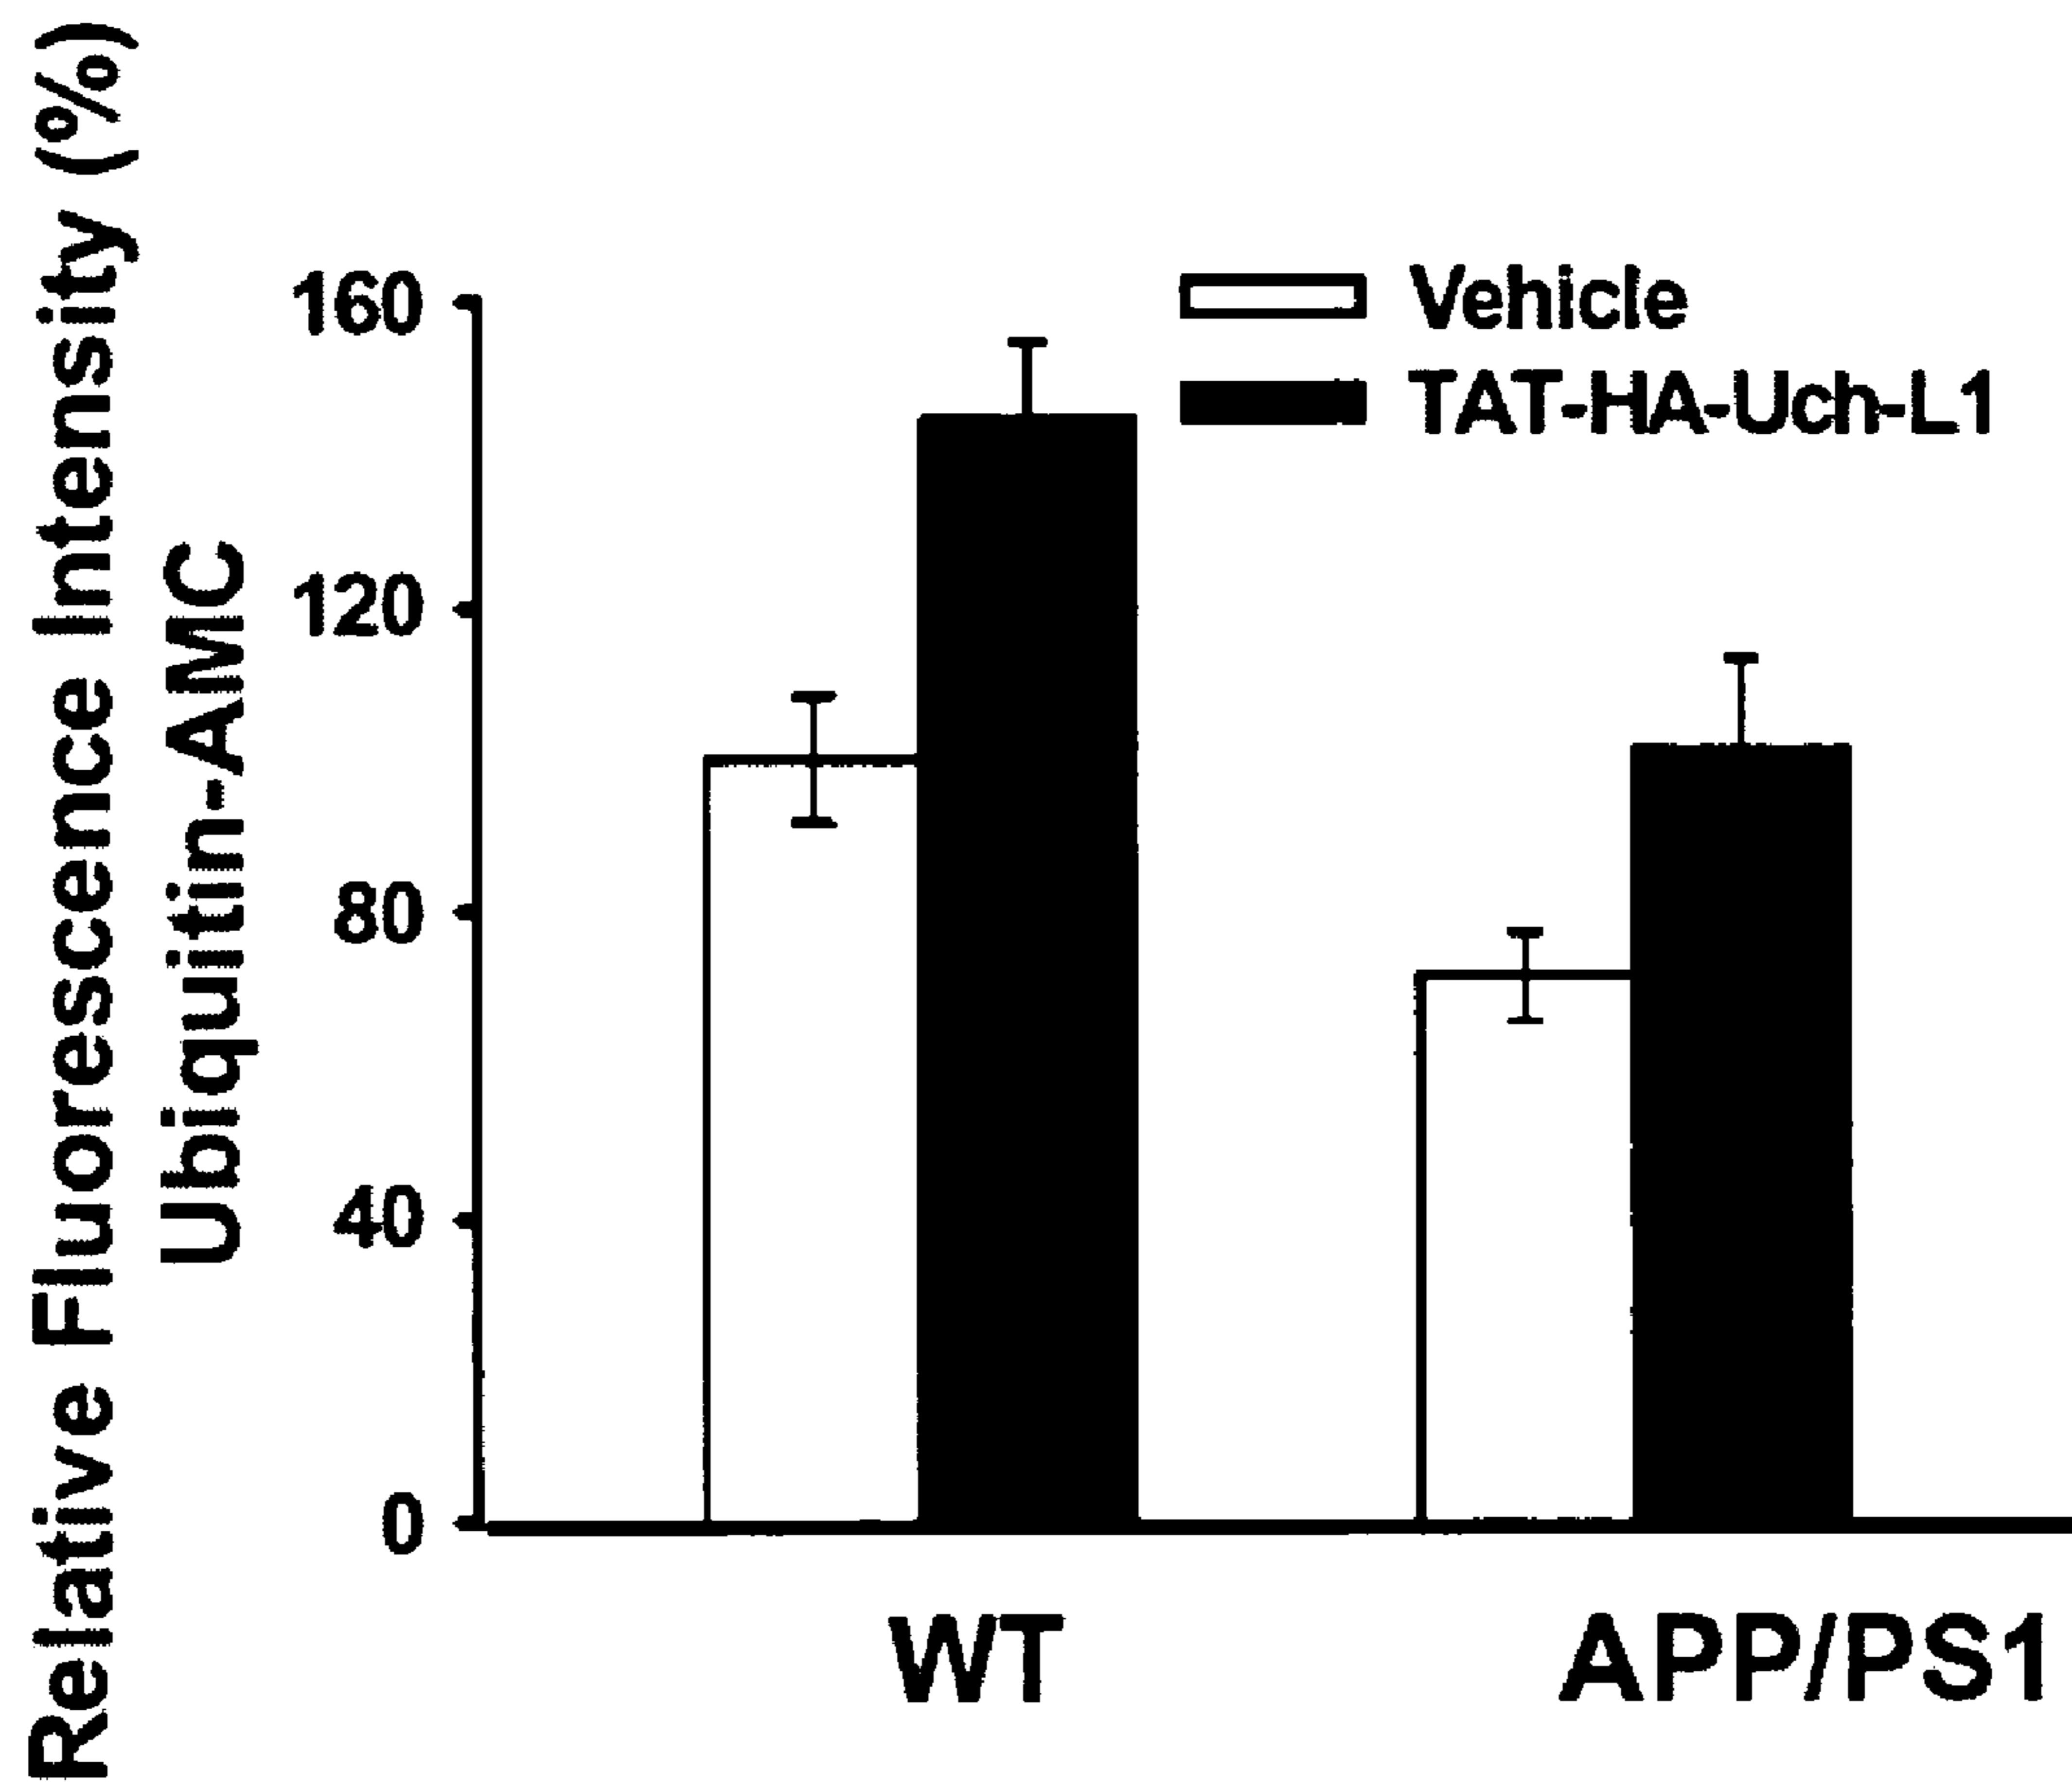 Relative Fluorescence Intensity (%)
Ubiquitin-AMC
160
120
80
40
0
Vehicle
TAT-HA-Uch-L1
WT
APP/PS1